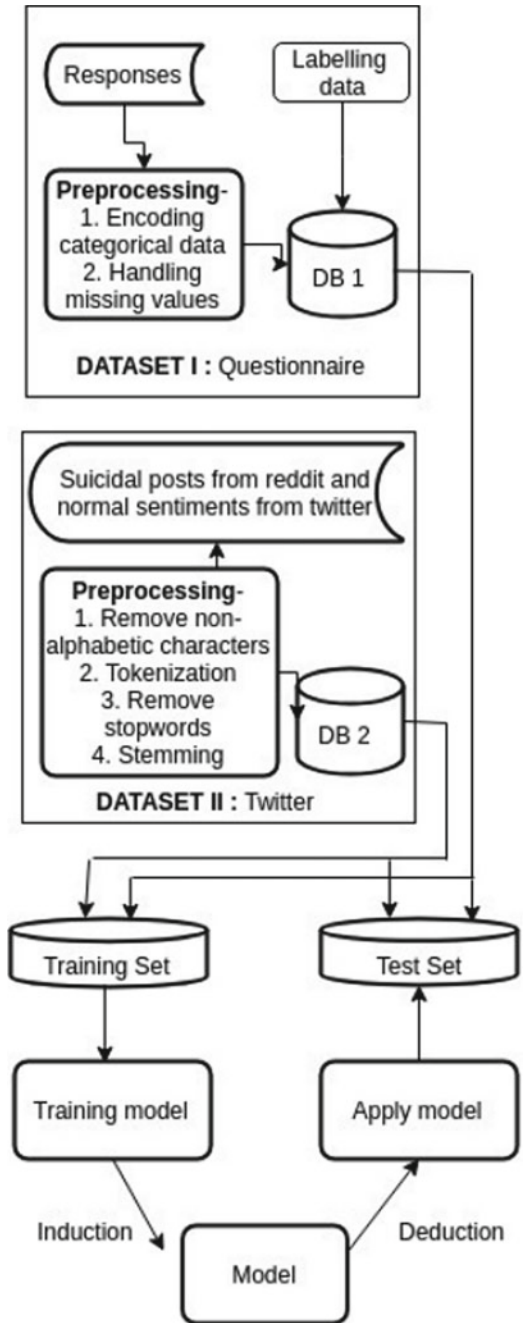 Responses
Labelling
data
Preprocessing-
1. Encoding
categorical data
2. Handling
missing values
DB 1
DATASET I : Questionnaire
Suicidal posts from reddit and
normal sentiments from twitter
Preprocessing-
1. Remove non-
alphabetic characters
2. Tokenization
3. Remove
stopwords
4. Stemming
DB 2
DATASET II : Twitter
Training Set
Test Set
Training model
Apply model
Induction
Deduction
Model